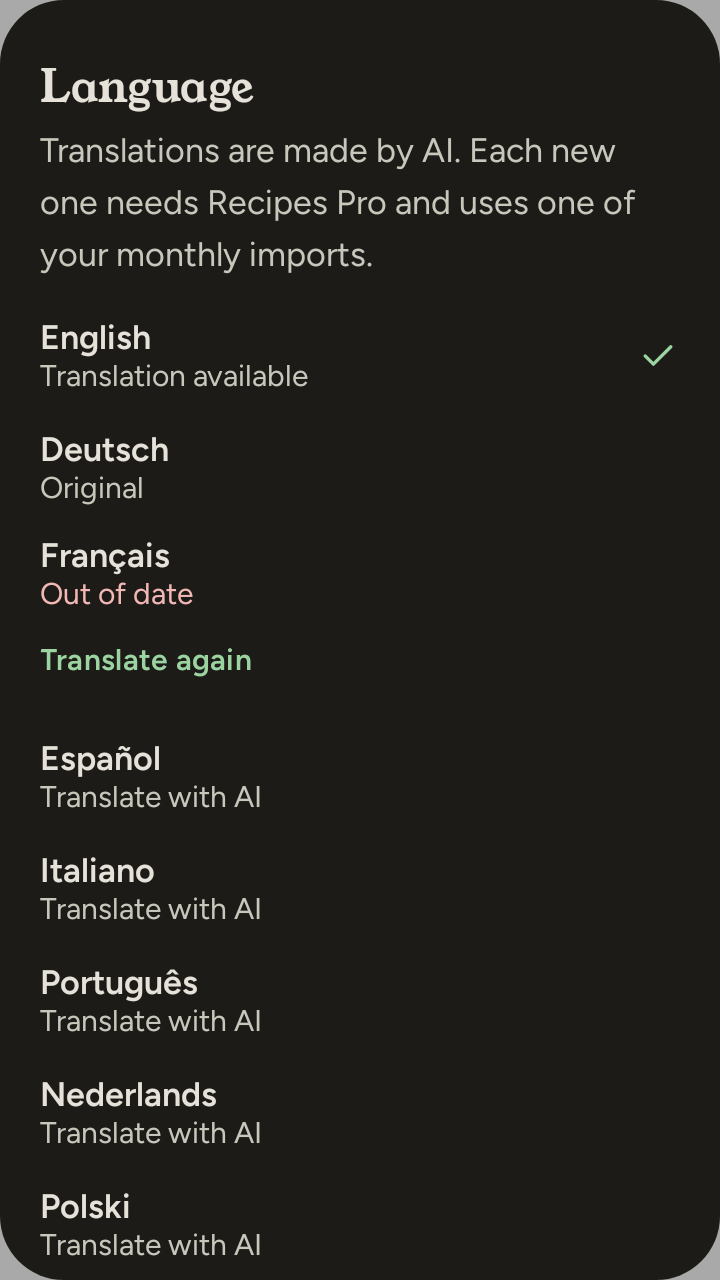 Language
Translations are made by AI. Each new
one needs Recipes Pro and uses one of
your monthly imports.
English
Translation available
Deutsch
Original
Français
Out of date
Translate again
Español
Translate with AI
Italiano
Translate with AI
Português
Translate with AI
Nederlands
Translate with AI
Polski
Translate with AI